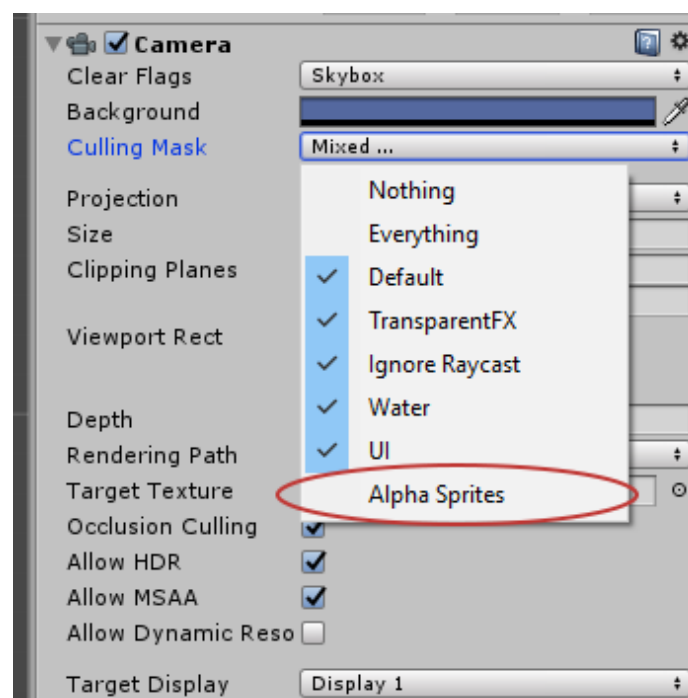 Camera
Clear Flags Skybox
Background
Culling Mask Mixed ...
Nothing
Projection
Size Everything
Clipping Planes Default
TransparentFX
Viewport Rect
Ignore Raycast
Depth Water
Rendering Path UI
Target Texture Alpha Sprites
Occlusion Culling
Allow HDR
Allow MSAA
Allow Dynamic Reso
Target Display Display 1